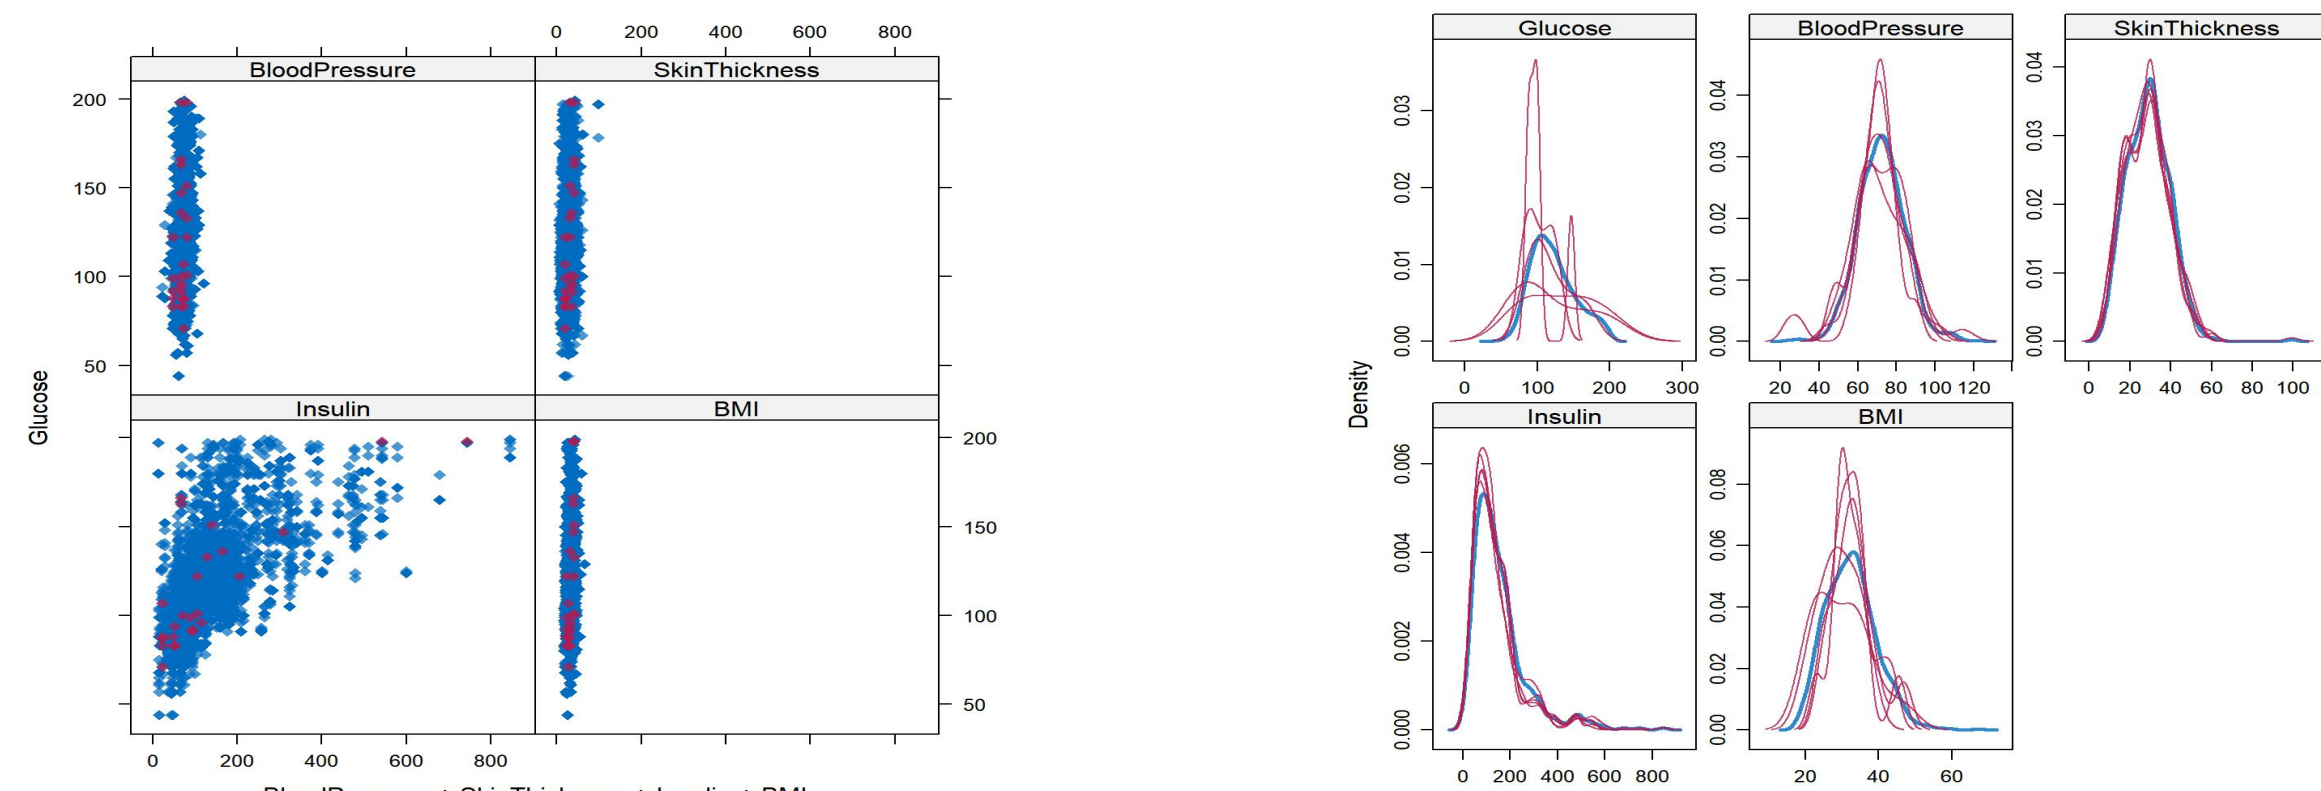 0 200 400 600 800
BloodPressure SkinThickness
200
150
100
50
Glucose
Insulin BMI
200
150
100
50
0 200 400 600 800
Glucose BloodPressure SkinThickness
0.00 0.01 0.02 0.03
0.00 0.01 0.02 0.03 0.04
0.00 0.01 0.02 0.03 0.04
0 100 200 300
20 40 60 80 100 120
0 20 40 60 80 100
Density
Insulin BMI
0.000 0.002 0.004 0.006
0.00 0.02 0.04 0.06 0.08
0 200 400 600 800
20 40 60